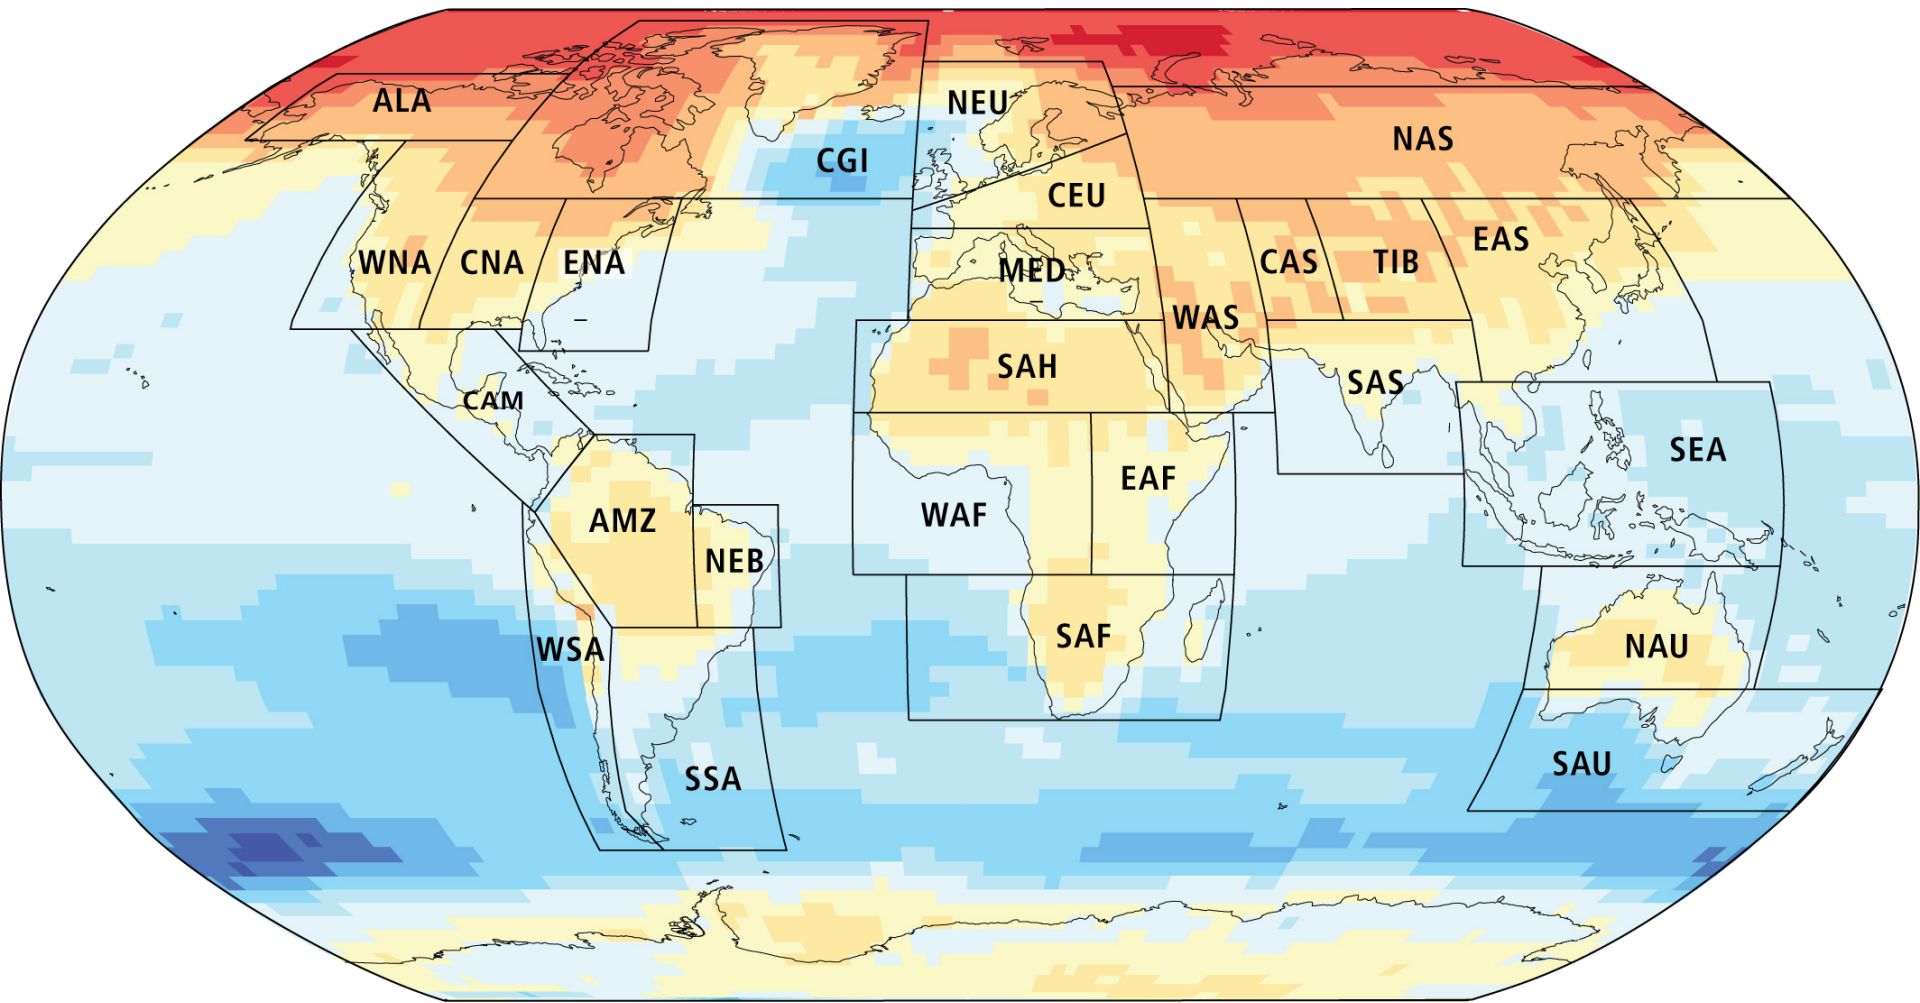 ALA
NEU
NAS
CGI
CEU
WNA
CNA
ENA
MED
CAS
TIB
EAS
WAS
SAH
SAS
CAM
SEA
EAF
WAF
AMZ
NEB
WSA
SAF
NAU
SSA
SAU